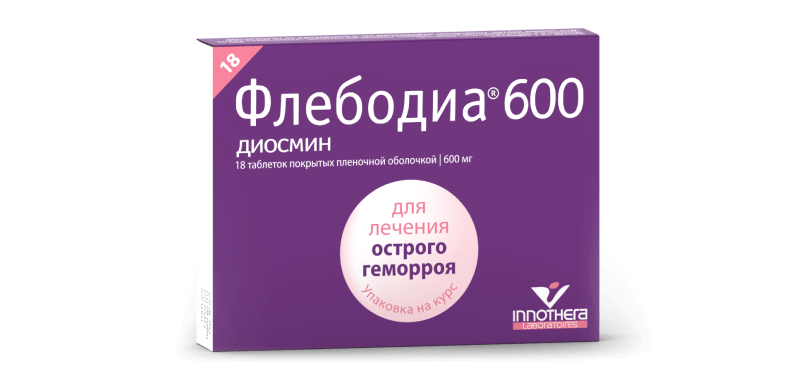 18
Флебодиа® 600
диосмин
18 таблеток покрытых пленочной оболочкой | 600 мг
для
лечения
острого
геморроя
Упаковка на курс
INNOTHERA
LABORATOIRES